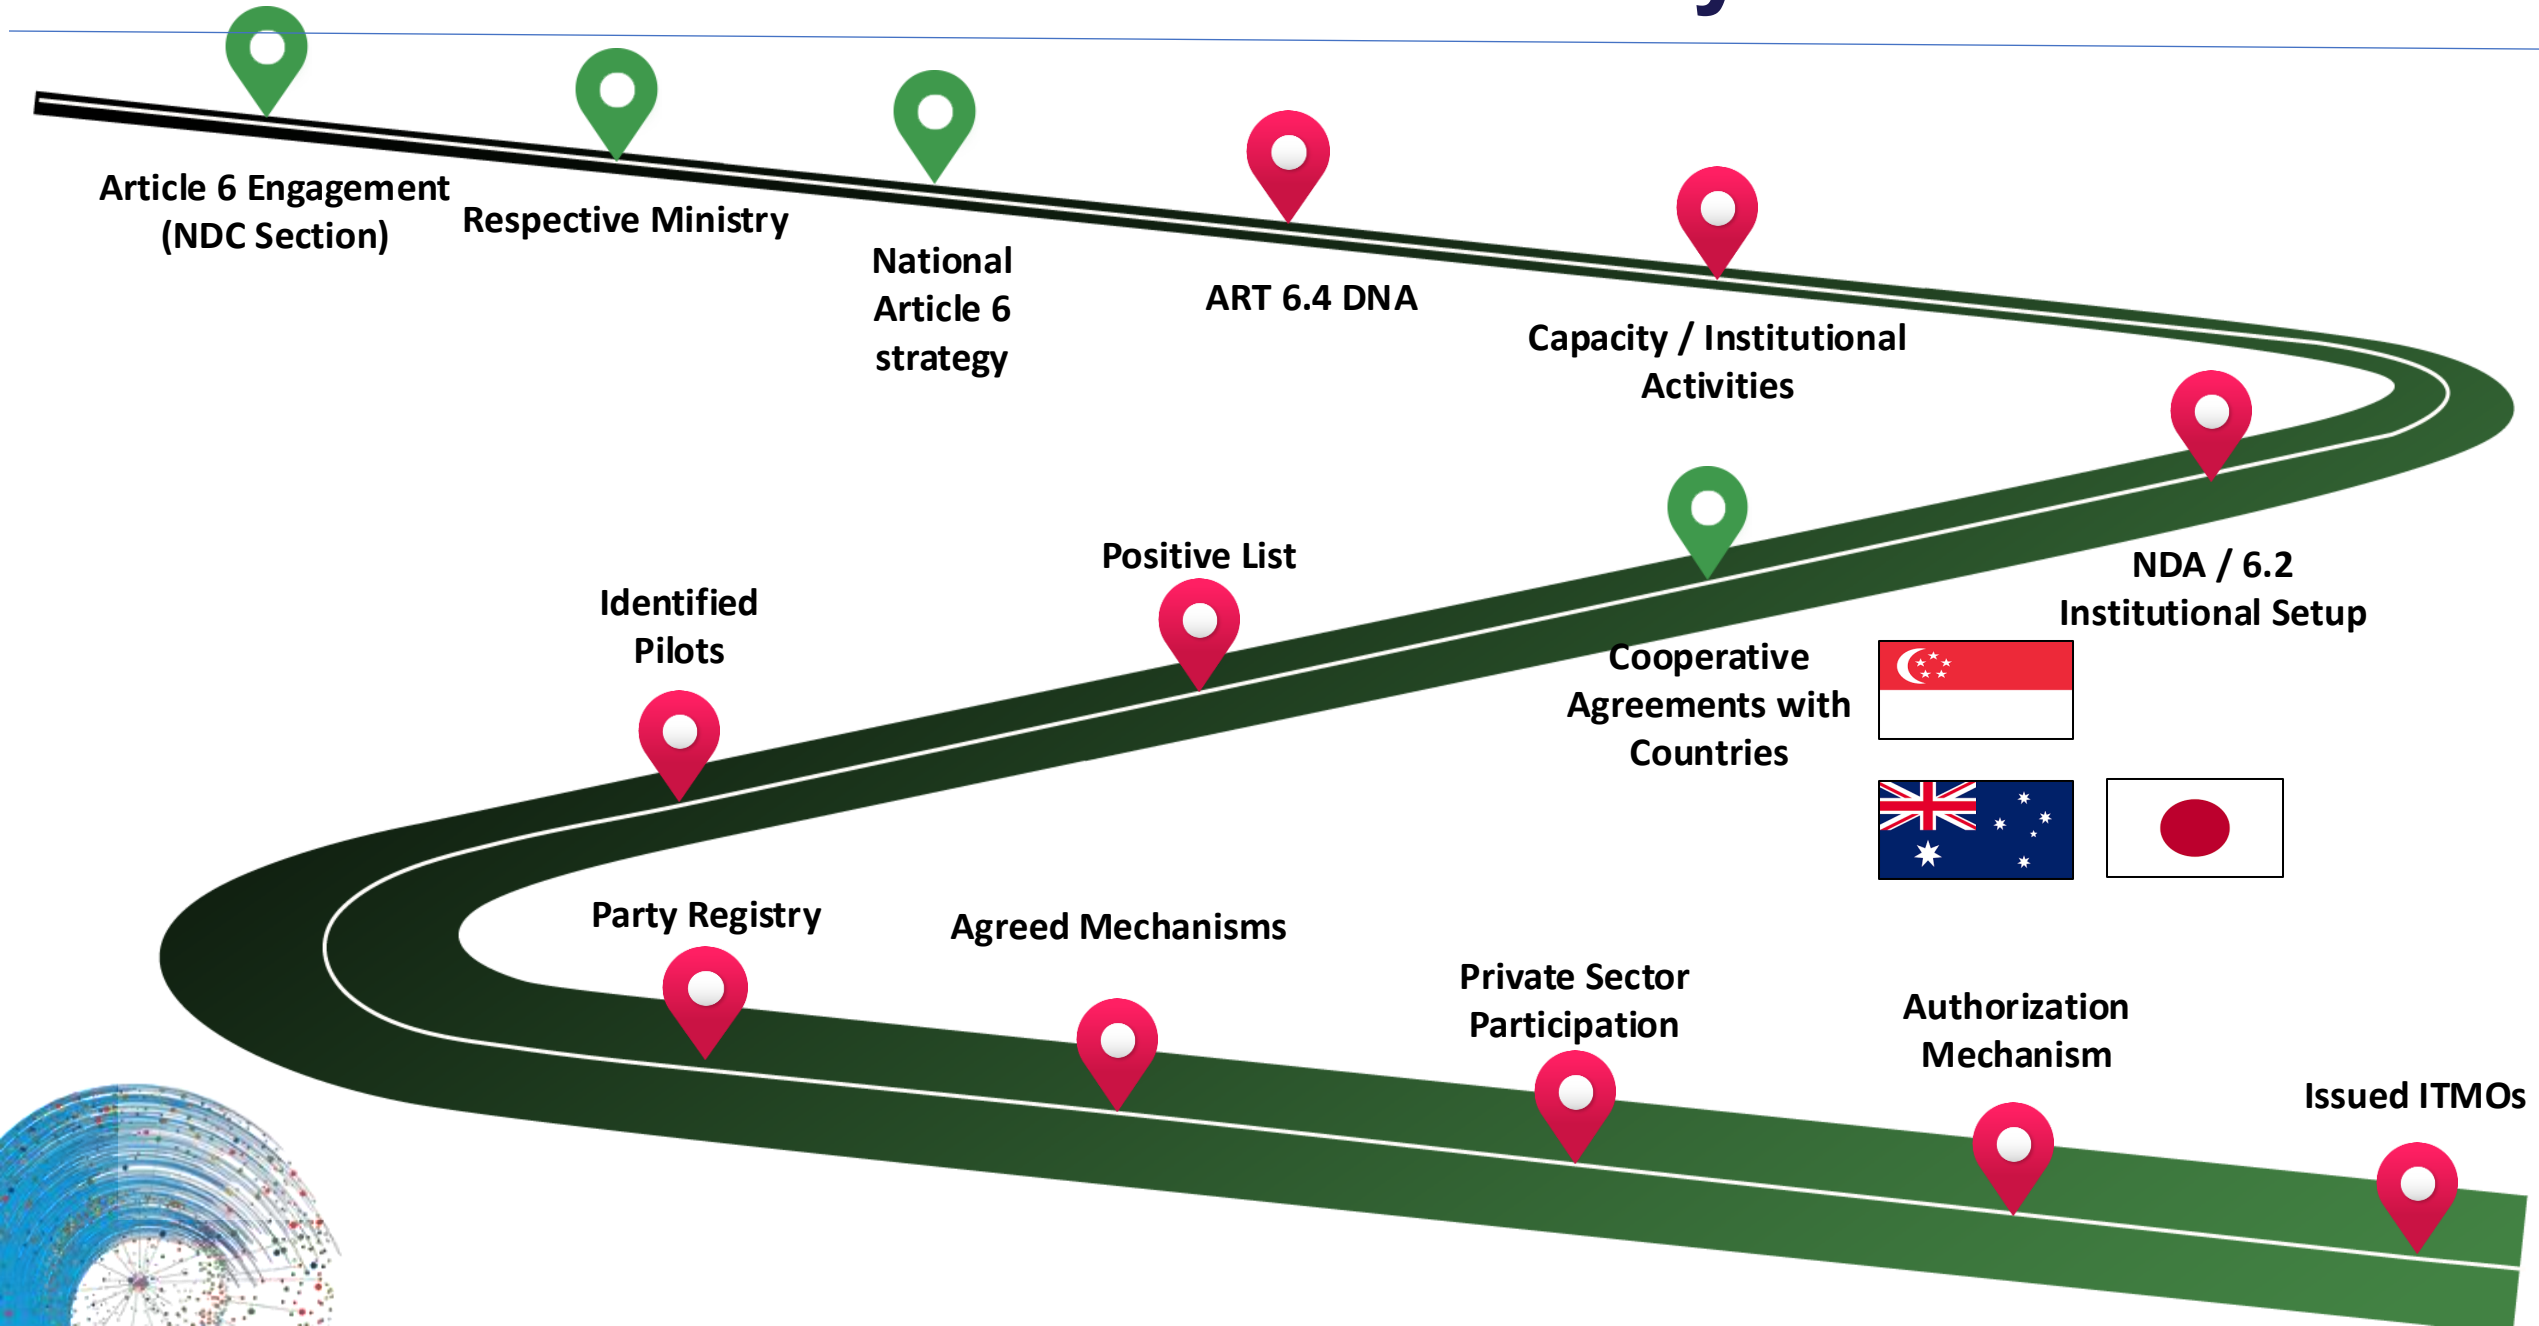 Article 6 Engagement
(NDC Section)
Respective Ministry
National
Article 6
strategy
ART 6.4 DNA
Capacity / Institutional
Activities
NDA / 6.2
Institutional Setup
Cooperative
Agreements with
Countries
Positive List
Identified
Pilots
Party Registry
Agreed Mechanisms
Private Sector
Participation
Authorization
Mechanism
Issued ITMOs